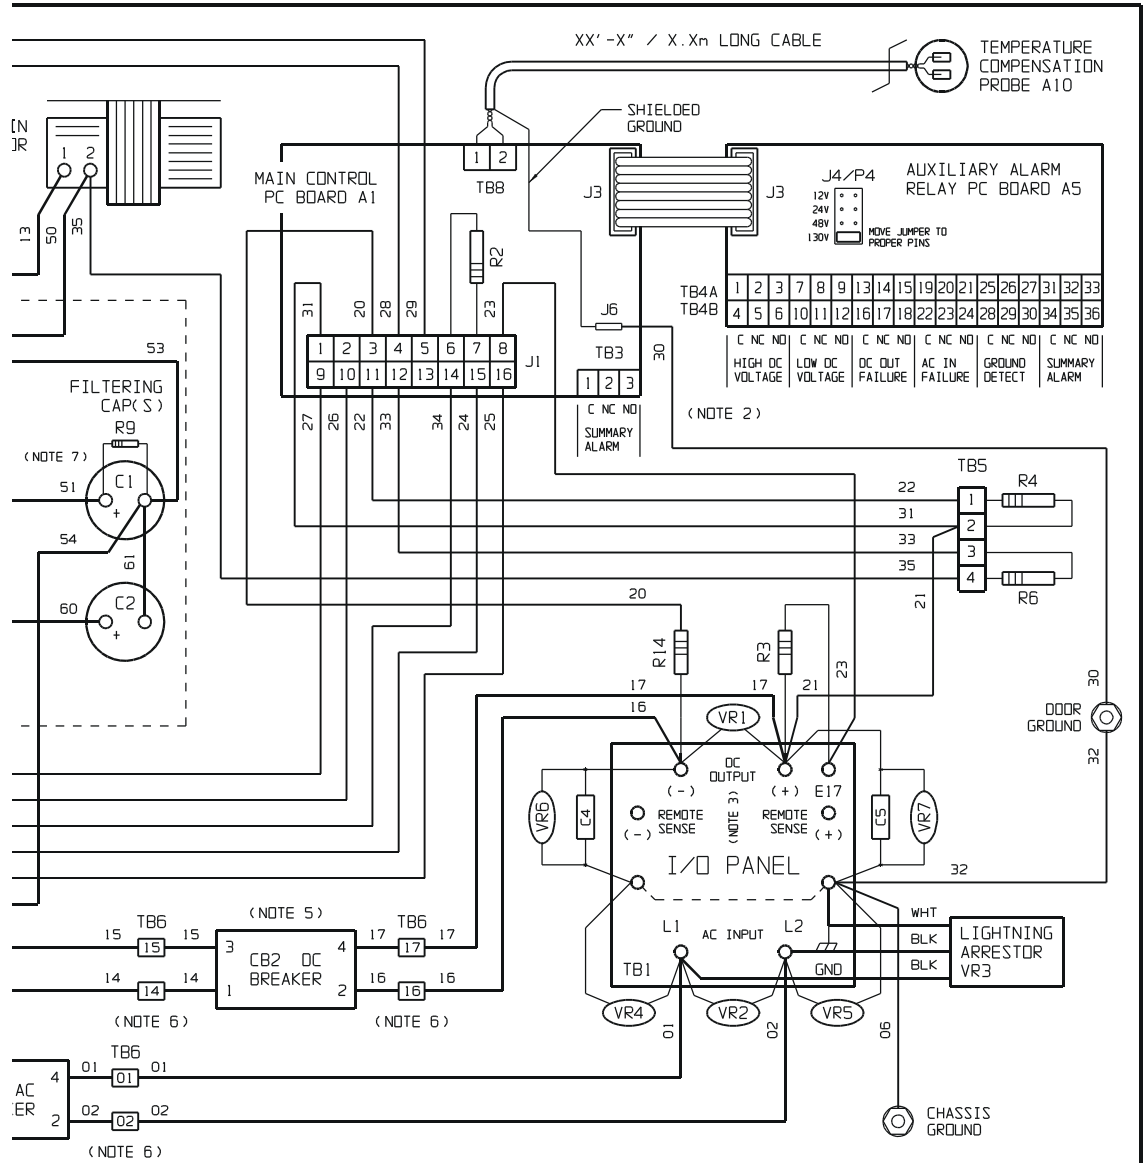 XX'-X" / X.Xm LONG CABLE
TEMPERATURE
COMPENSATION
PROBE A10
SHIELDED
GROUND
IN
OR
1 2
1 2
TB8
MAIN CONTROL
PC BOARD A1
J3
J3
J4/P4
12V
24V
48V
130V
MOVE JUMPER TO
PROPER PINS
AUXILIARY ALARM
RELAY PC BOARD A5
13
50
35
R2
31
20
28
29
23
TB4A
1 2 3 7 8 9 13 14 15 19 20 21 25 26 27 31 32 33
TB4B
4 5 6 10 11 12 16 17 18 22 23 24 28 29 30 34 35 36
C NC NO C NC NO C NC NO C NC NO C NC NO C NC NO
HIGH DC
VOLTAGE
LOW DC
VOLTAGE
DC OUT
FAILURE
AC IN
FAILURE
GROUND
DETECT
SUMMARY
ALARM
J6
30
1 2 3 4 5 6 7 8
9 10 11 12 13 14 15 16
J1
TB3
1 2 3
C NC NO
SUMMARY
ALARM
(NOTE 2)
53
FILTERING
CAP(S)
R9
(NOTE 7)
27
26
22
33
34
24
25
51
C1
+
54
61
60
C2
+
TB5
22
1
R4
31
2
33
3
35
4
R6
21
20
R14
R3
23
17
17
21
16
VR1
30
DOOR
GROUND
32
DC
OUTPUT
(-)
(+)
E17
VR6
C4
REMOTE
SENSE
(-)
(NOTE 3)
REMOTE
SENSE
(+)
C5
VR7
I/O PANEL
32
L1
AC INPUT
L2
TB1
GND
WHT
BLK
BLK
LIGHTNING
ARRESTOR
VR3
VR4
VR2
VR5
01
02
06
(NOTE 5)
15
TB6
15
15
3
4
CB2 DC
BREAKER
17
TB6
17
17
14
14
14
1
2
16
16
16
(NOTE 6)
(NOTE 6)
TB6
AC
ER
4
01
01
01
2
02
02
02
(NOTE 6)
CHASSIS
GROUND